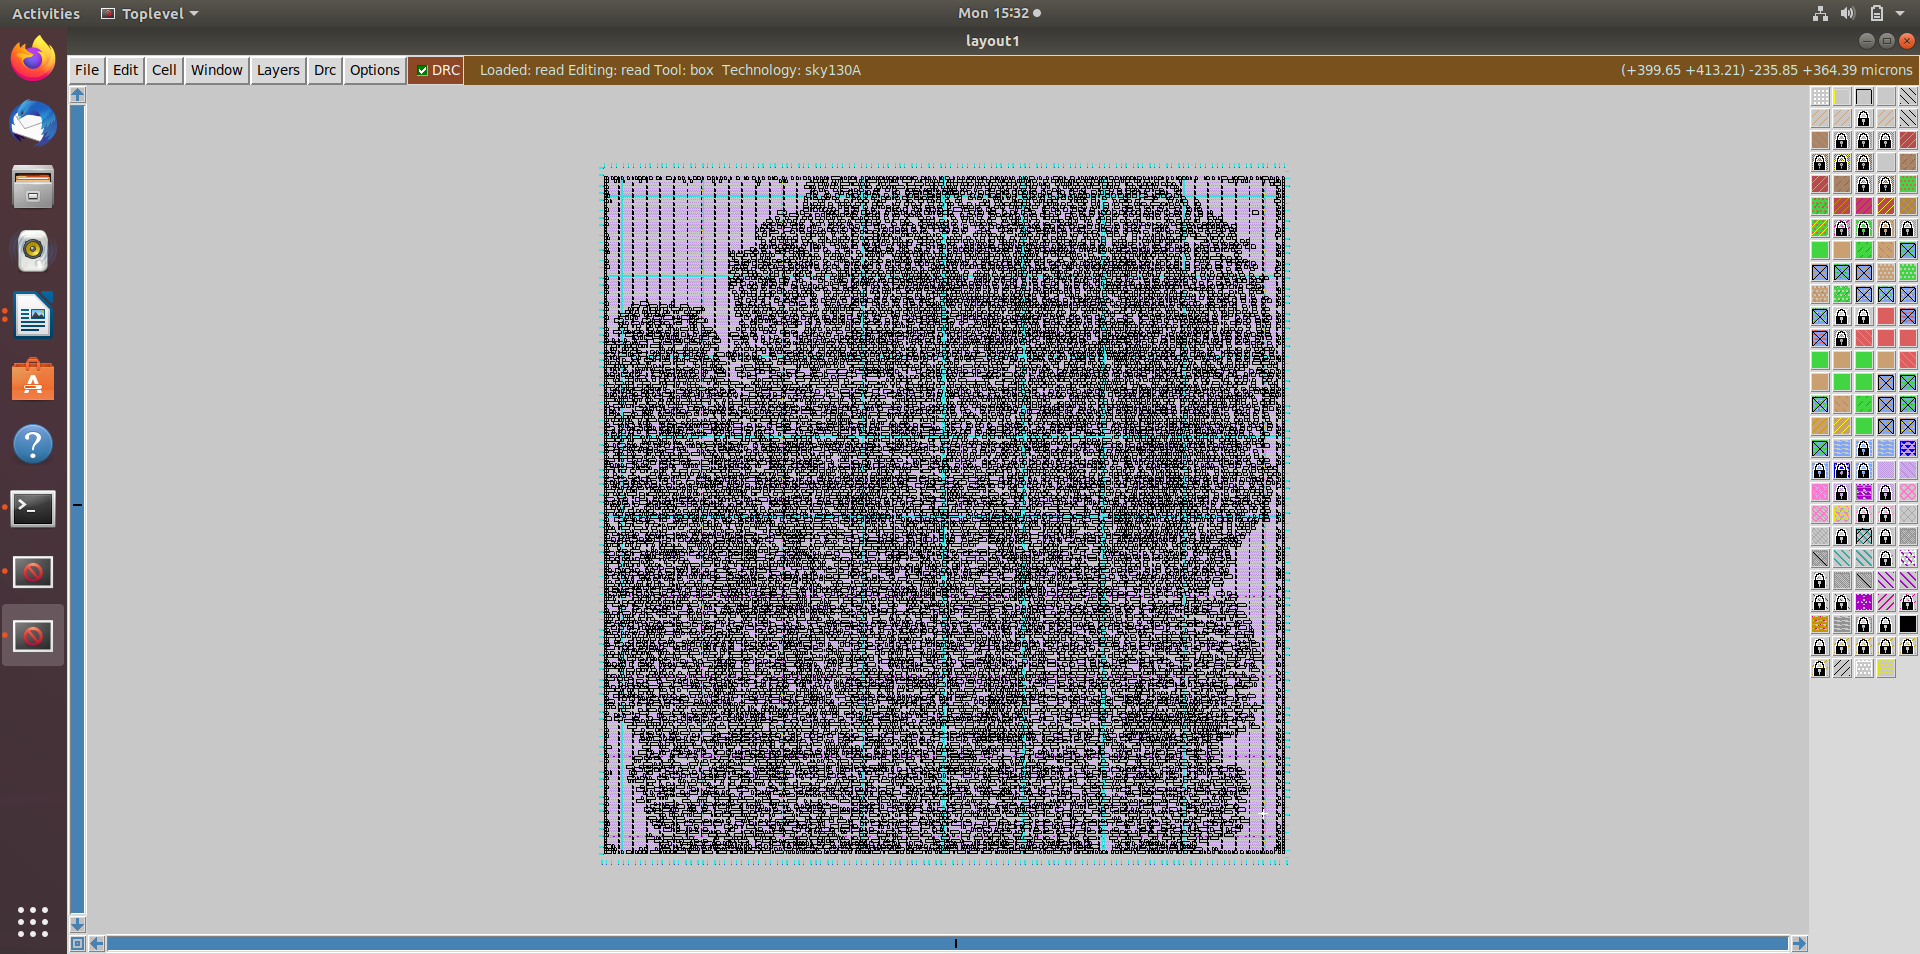 Activities Toplevel Mon 15:32
layout1
File Edit Cell Window Layers Drc Options DRC Loaded: read Editing: read Tool: box Technology: sky130A (+399.65 +413.21) -235.85 +364.39 microns